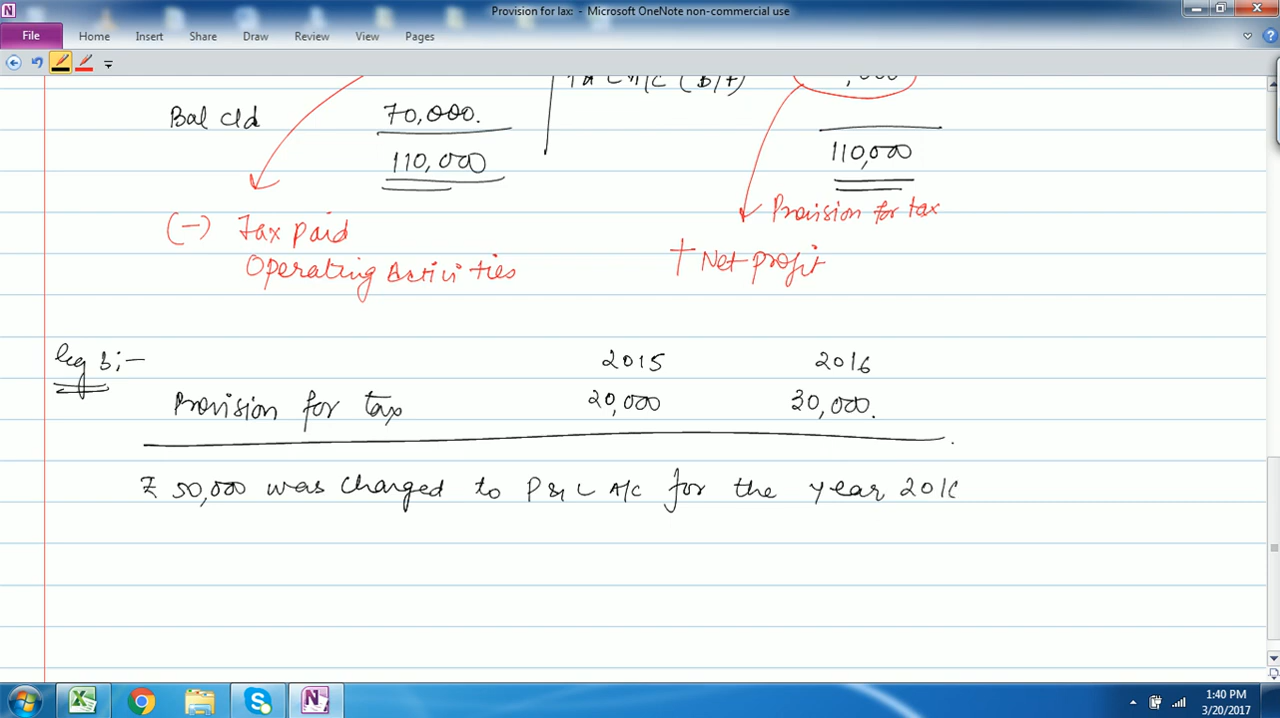 Provision for tax: - Microsoft OneNote non-commercial use
File Home Insert Share Draw Review View Pages
A/C (B/F)
Bal c/d 70,000.
110,000 110,000
(-) Tax paid
Operating Activities
Provision for tax
+ Net profit
eg 3:- 2015 2016
Provision for tax 20,000 30,000.
₹ 50,000 was charged to P & L A/c for the year 201
1:40 PM
3/20/2017